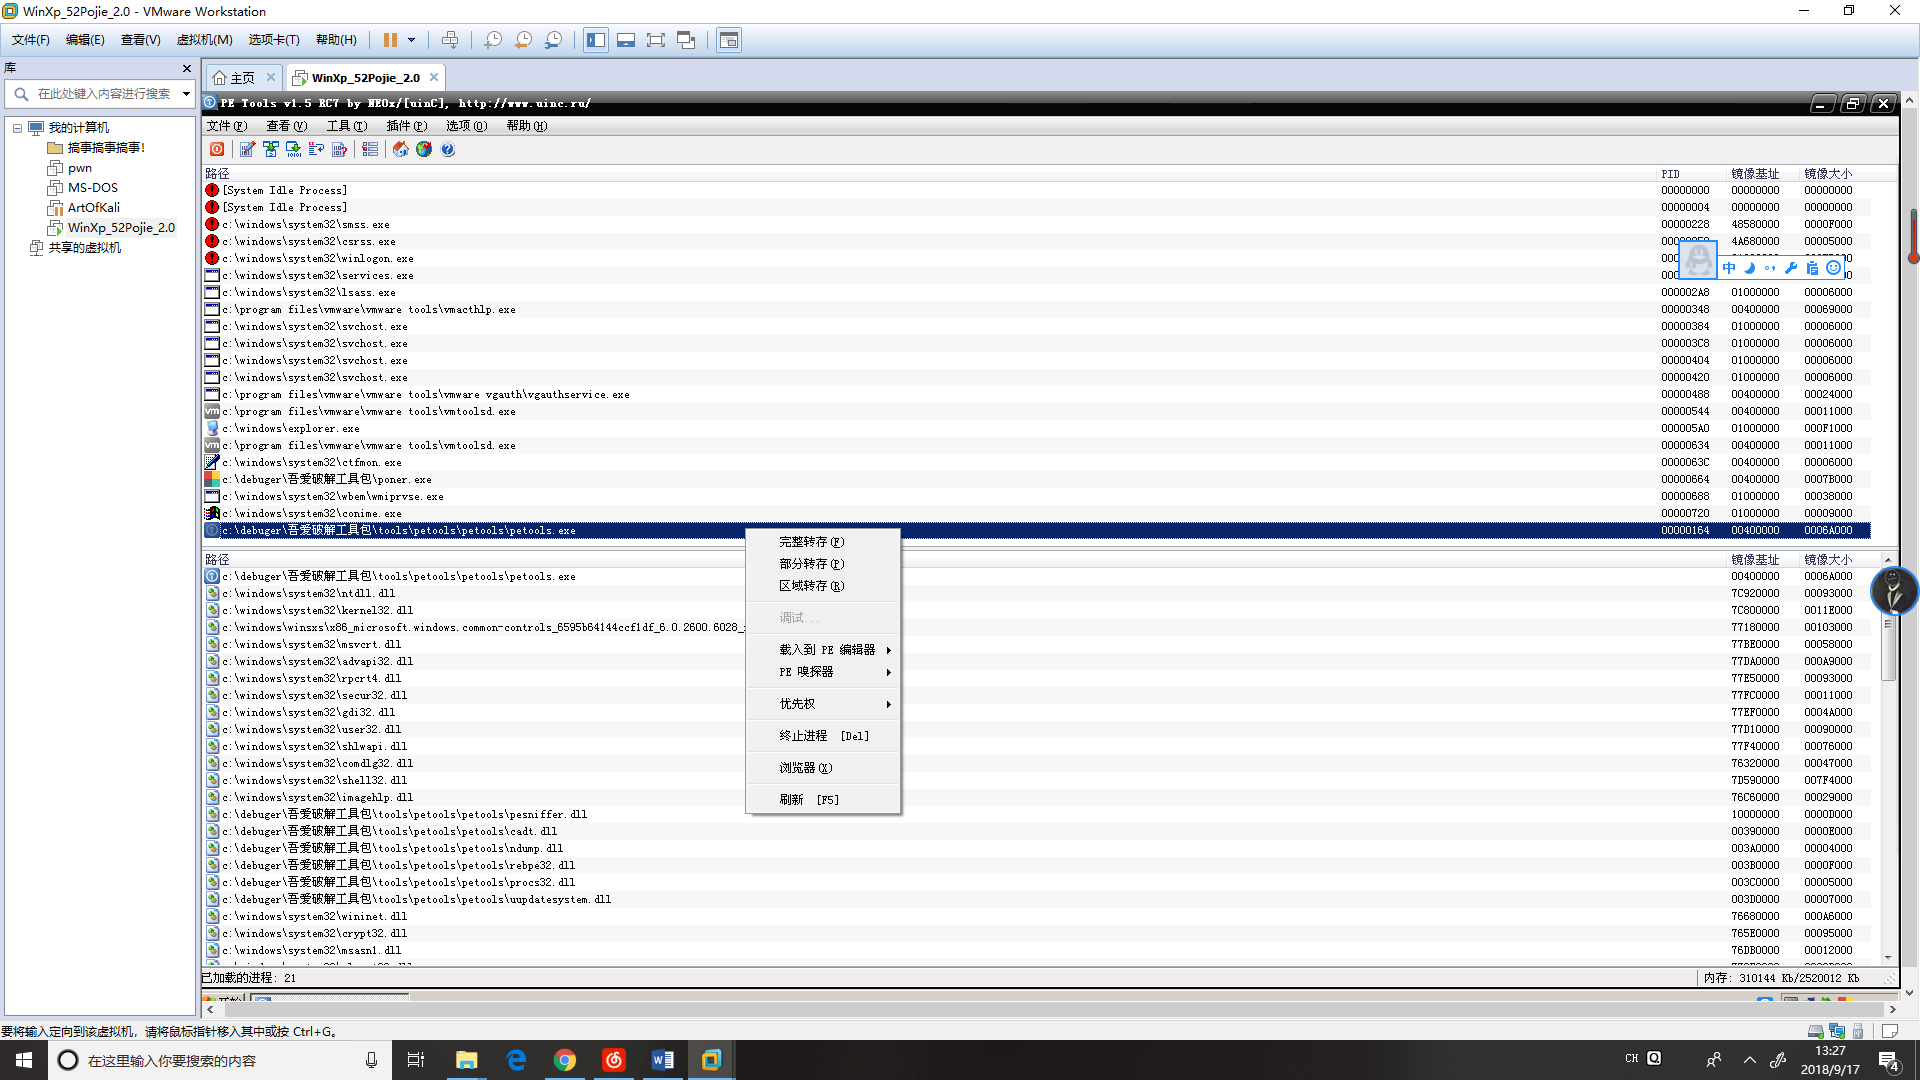 WinXp_52Pojie_2.0 - VMware Workstation
文件(F) 编辑(E) 查看(V) 虚拟机(M) 选项卡(T) 帮助(H)
库
在此处键入内容进行搜索
我的计算机
搞事搞事搞事!
pwn
MS-DOS
ArtOfKali
WinXp_52Pojie_2.0
共享的虚拟机
主页 WinXp_52Pojie_2.0
PE Tools v1.5 RC7 by NEOx/[uinC], http://www.uinc.ru/
文件(F) 查看(V) 工具(T) 插件(P) 选项(O) 帮助(H)
路径 PID 镜像基址 镜像大小
[System Idle Process] 00000000 00000000 00000000
[System Idle Process] 00000004 00000000 00000000
c:\windows\system32\smss.exe 00000228 48580000 0000F000
c:\windows\system32\csrss.exe 4A680000 00005000
c:\windows\system32\winlogon.exe
c:\windows\system32\services.exe
中
c:\windows\system32\lsass.exe 000002A8 01000000 00006000
c:\program files\vmware\vmware tools\vmacthlp.exe 00000348 00400000 00069000
c:\windows\system32\svchost.exe 00000384 01000000 00006000
c:\windows\system32\svchost.exe 000003C8 01000000 00006000
c:\windows\system32\svchost.exe 00000404 01000000 00006000
c:\windows\system32\svchost.exe 00000420 01000000 00006000
c:\program files\vmware\vmware tools\vmware vgauth\vgauthservice.exe 00000488 00400000 00024000
c:\program files\vmware\vmware tools\vmtoolsd.exe 00000544 00400000 00011000
c:\windows\explorer.exe 000005A0 01000000 000F1000
c:\program files\vmware\vmware tools\vmtoolsd.exe 00000634 00400000 00011000
c:\windows\system32\ctfmon.exe 0000063C 00400000 00006000
c:\debuger\吾爱破解工具包\poner.exe 00000664 00400000 0007B000
c:\windows\system32\wbem\wmiprvse.exe 00000688 01000000 00038000
c:\windows\system32\conime.exe 00000720 01000000 00009000
c:\debuger\吾爱破解工具包\tools\petools\petools\petools.exe 00000164 00400000 0006A000
完整转存(F)
部分转存(P)
区域转存(R)
调试...
载入到 PE 编辑器
PE 嗅探器
优先权
终止进程 [Del]
浏览器(X)
刷新 [F5]
路径 镜像基址 镜像大小
c:\debuger\吾爱破解工具包\tools\petools\petools\petools.exe 00400000 0006A000
c:\windows\system32\ntdll.dll 7C920000 00093000
c:\windows\system32\kernel32.dll 7C800000 0011E000
c:\windows\winsxs\x86_microsoft.windows.common-controls_6595b64144ccf1df_6.0.2600.6028_ 77180000 00103000
c:\windows\system32\msvcrt.dll 77BE0000 00058000
c:\windows\system32\advapi32.dll 77DA0000 000A9000
c:\windows\system32\rpcrt4.dll 77E50000 00093000
c:\windows\system32\secur32.dll 77FC0000 00011000
c:\windows\system32\gdi32.dll 77EF0000 0004A000
c:\windows\system32\user32.dll 77D10000 00090000
c:\windows\system32\shlwapi.dll 77F40000 00076000
c:\windows\system32\comdlg32.dll 76320000 00047000
c:\windows\system32\shell32.dll 7D590000 007F4000
c:\windows\system32\imagehlp.dll 76C60000 00029000
c:\debuger\吾爱破解工具包\tools\petools\petools\pesniffer.dll 10000000 0000D000
c:\debuger\吾爱破解工具包\tools\petools\petools\cadt.dll 00390000 0000E000
c:\debuger\吾爱破解工具包\tools\petools\petools\ndump.dll 003A0000 00004000
c:\debuger\吾爱破解工具包\tools\petools\petools\rebpe32.dll 003B0000 0000F000
c:\debuger\吾爱破解工具包\tools\petools\petools\procs32.dll 003C0000 00005000
c:\debuger\吾爱破解工具包\tools\petools\petools\uupdatesystem.dll 003D0000 00007000
c:\windows\system32\wininet.dll 76680000 000A6000
c:\windows\system32\crypt32.dll 765E0000 00095000
c:\windows\system32\msasn1.dll 76DB0000 00012000
已加载的进程: 21 内存: 310144 Kb/2520012 Kb
要将输入定向到该虚拟机，请将鼠标指针移入其中或按 Ctrl+G。
在这里输入你要搜索的内容
CH Q
13:27
2018/9/17
4